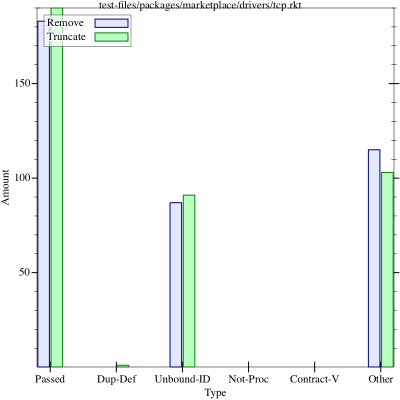 test-files/packages/marketplace/drivers/tcp.rkt
Remove
Truncate
150
100
50
Amount
Passed Dup-Def Unbound-ID Not-Proc Contract-V Other
Type